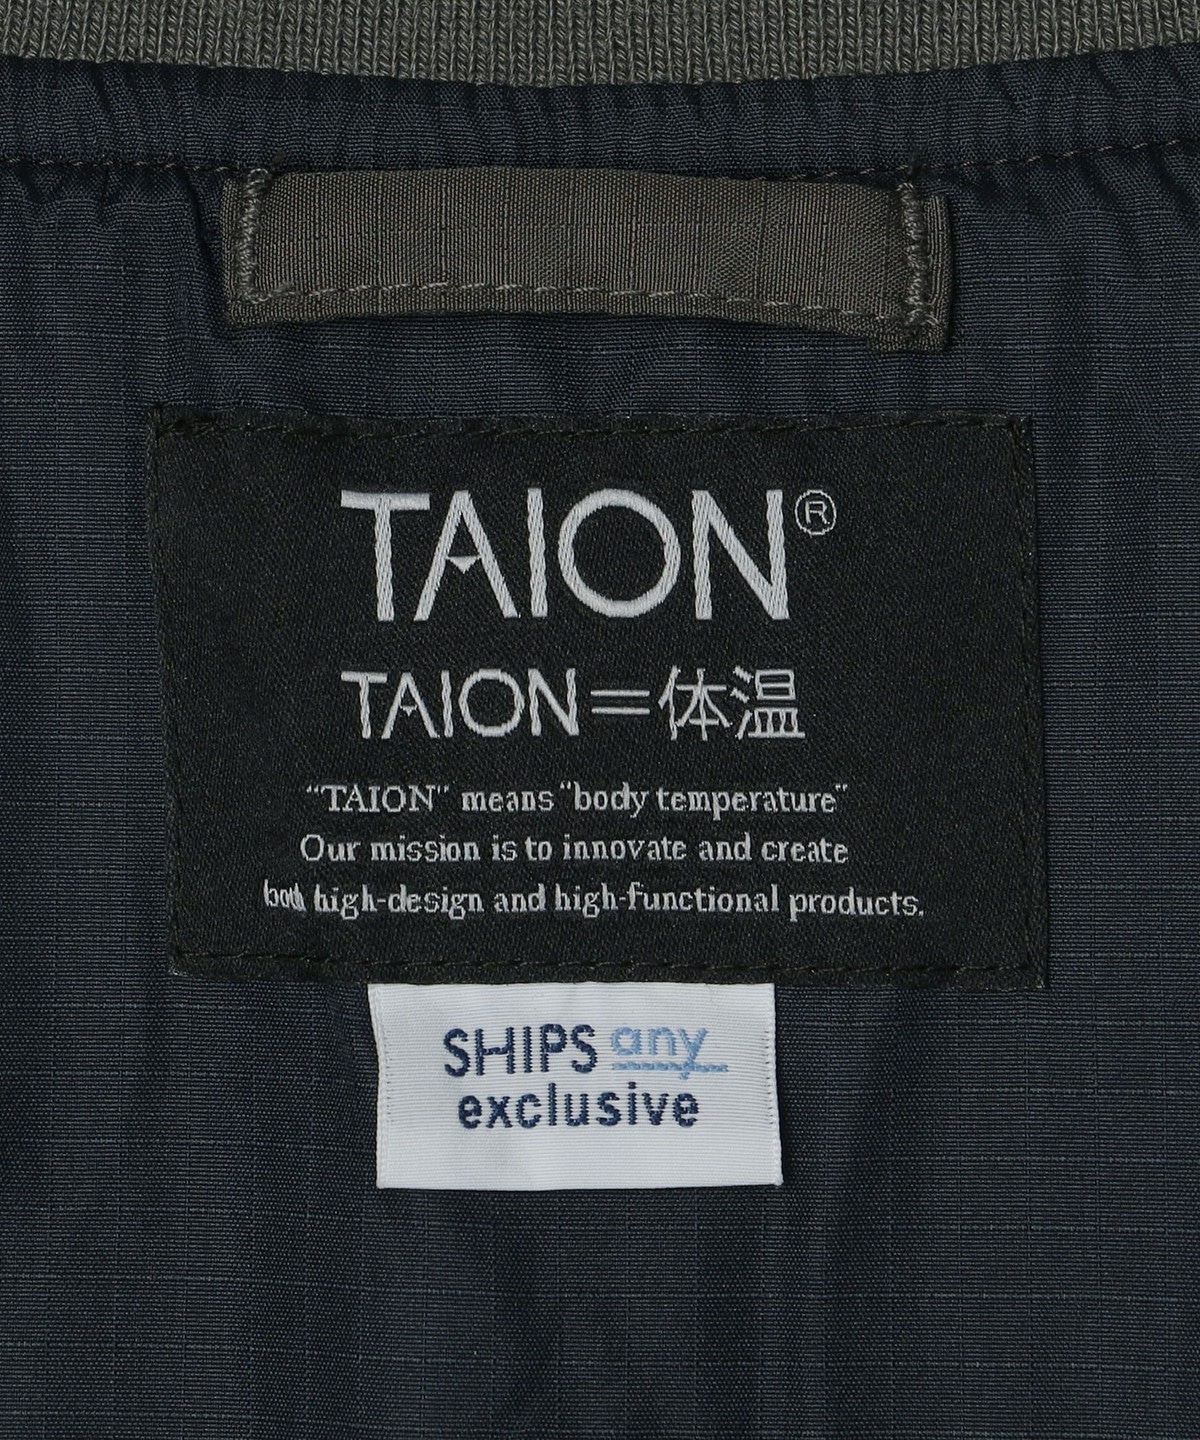 TAION®
TAION=体温
"TAION" means "body temperature"
Our mission is to innovate and create
both high-design and high-functional products.
SHIPS any
exclusive